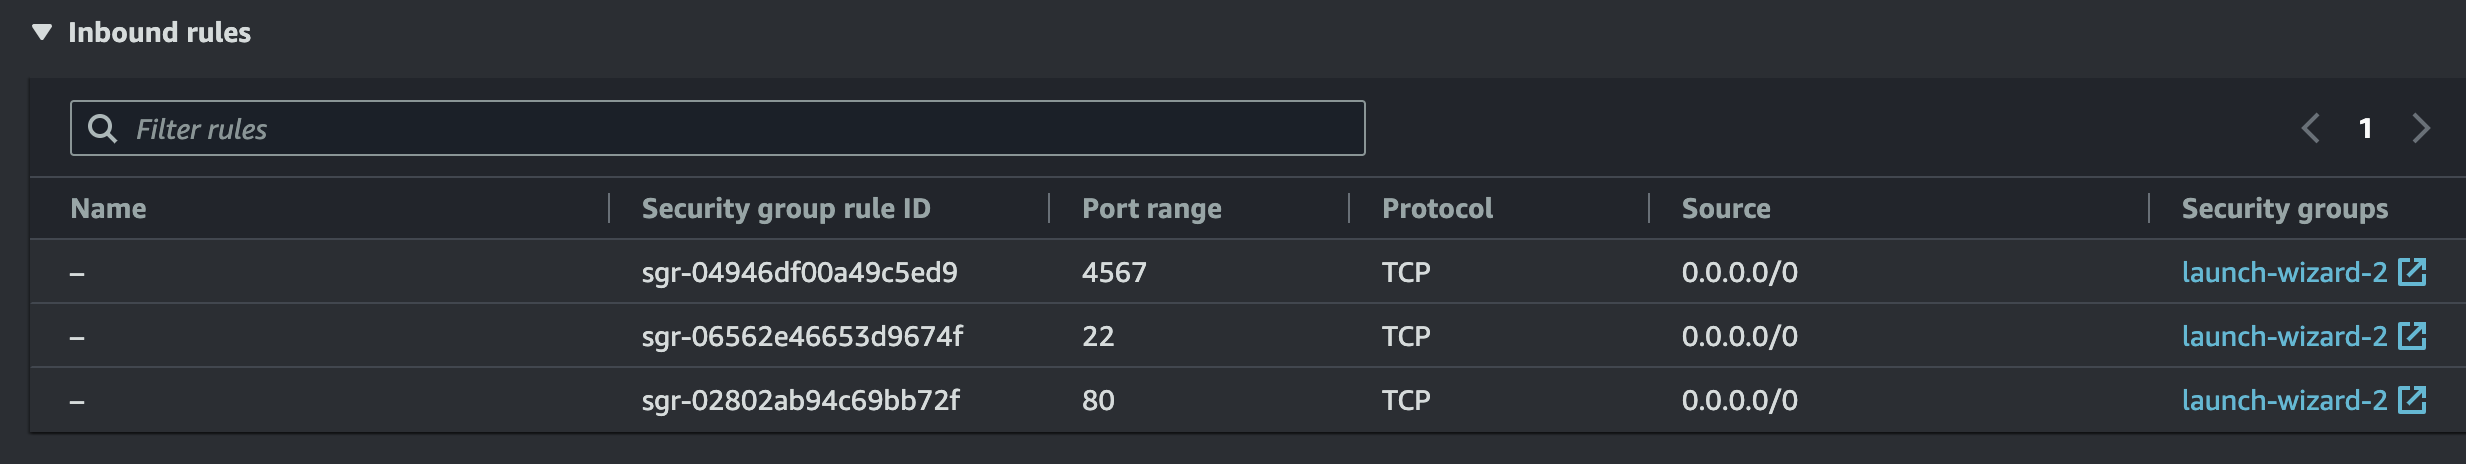 Inbound rules
Filter rules
1
Name Security group rule ID Port range Protocol Source Security groups
– sgr-04946df00a49c5ed9 4567 TCP 0.0.0.0/0 launch-wizard-2
– sgr-06562e46653d9674f 22 TCP 0.0.0.0/0 launch-wizard-2
– sgr-02802ab94c69bb72f 80 TCP 0.0.0.0/0 launch-wizard-2